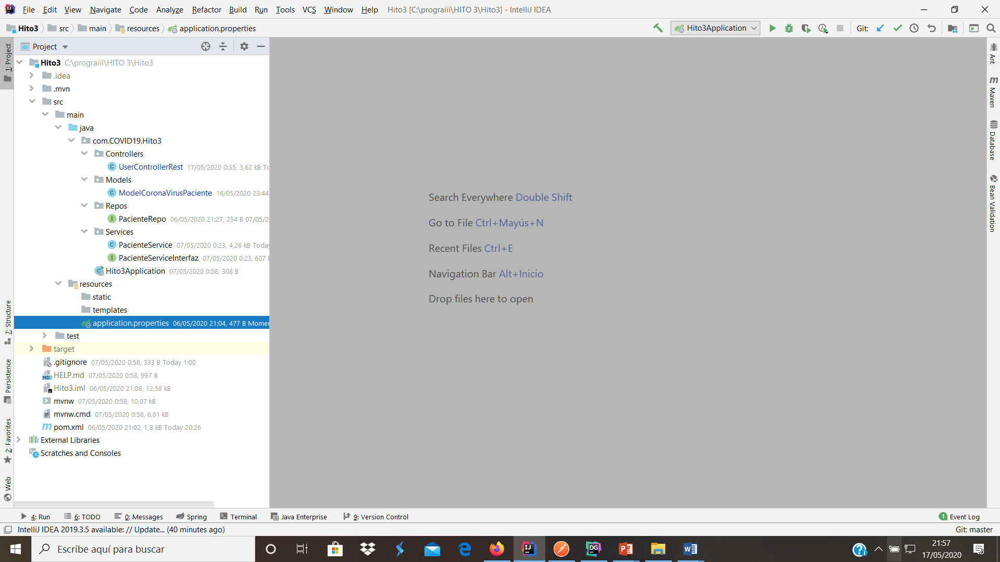 File Edit View Navigate Code Analyze Refactor Build Run Tools VCS Window Help Hito3 [C:\prograiii\HITO 3\Hito3] - IntelliJ IDEA
Hito3 src main resources application.properties Hito3Application Git:
1: Project
7: Structure
Persistence
2: Favorites
Web
Project
Hito3 C:\prograiii\HITO 3\Hito3
.idea
.mvn
src
main
java
com.COVID19.Hito3
Controllers
UserControllerRest 17/05/2020 0:35, 3,62 kB To
Models
ModelCoronaVirusPaciente 16/05/2020 23:44,
Repos
PacienteRepo 06/05/2020 21:27, 254 B 07/05/2
Services
PacienteService 07/05/2020 0:23, 4,26 kB Today
PacienteServiceInterfaz 07/05/2020 0:23, 607
Hito3Application 07/05/2020 0:58, 308 B
resources
static
templates
application.properties 06/05/2020 21:04, 477 B Momen
test
target
.gitignore 07/05/2020 0:58, 333 B Today 1:00
HELP.md 07/05/2020 0:58, 997 B
Hito3.iml 06/05/2020 21:08, 12,58 kB
mvnw 07/05/2020 0:58, 10,07 kB
mvnw.cmd 07/05/2020 0:58, 6,61 kB
pom.xml 06/05/2020 21:02, 1,8 kB Today 20:26
External Libraries
Scratches and Consoles
Search Everywhere Double Shift
Go to File Ctrl+Mayús+N
Recent Files Ctrl+E
Navigation Bar Alt+Inicio
Drop files here to open
Ant
Maven
Database
Bean Validation
4: Run 6: TODO 0: Messages Spring Terminal Java Enterprise 9: Version Control 1 Event Log
IntelliJ IDEA 2019.3.5 available: // Update... (40 minutes ago) Git: master
Escribe aquí para buscar
21:57
17/05/2020